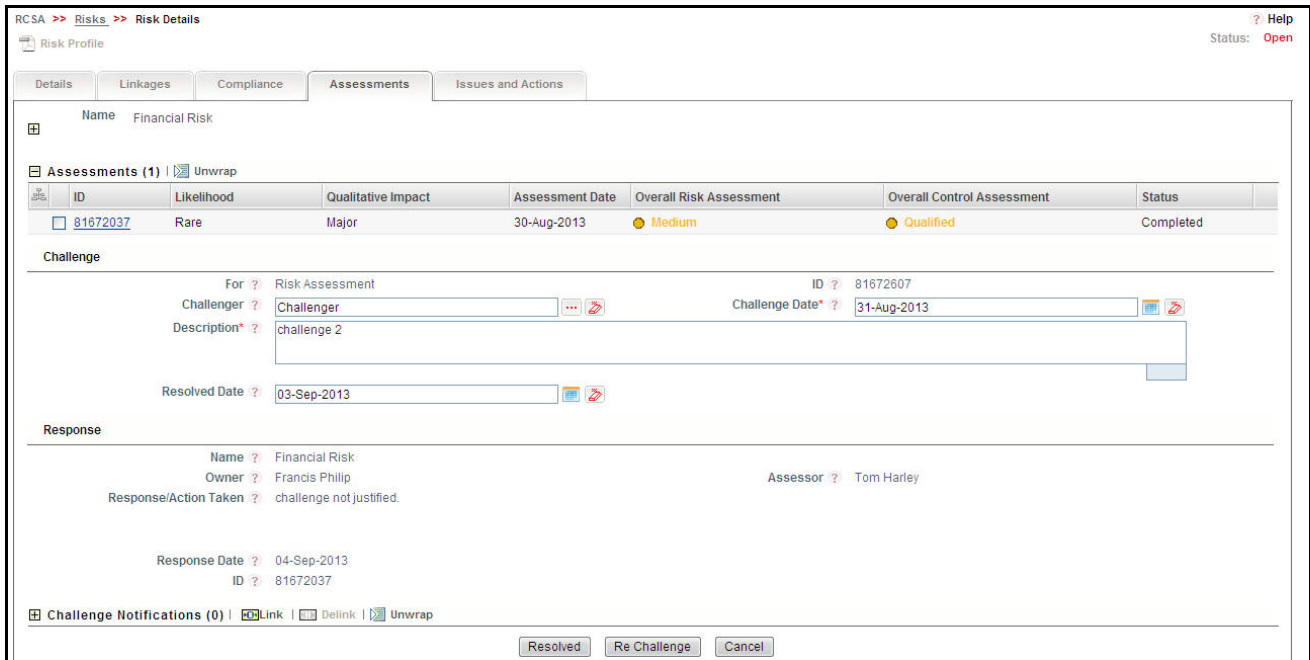 RCSA >> Risks >> Risk Details ? Help
Risk Profile Status: Open
Details Linkages Compliance Assessments Issues and Actions
Name Financial Risk
Assessments (1) | Unwrap
ID Likelihood Qualitative Impact Assessment Date Overall Risk Assessment Overall Control Assessment Status
81672037 Rare Major 30-Aug-2013 Medium Qualified Completed
Challenge
For ? Risk Assessment ID ? 81672607
Challenger ? Challenger ... Challenge Date* ? 31-Aug-2013
Description* ? challenge 2
Resolved Date ? 03-Sep-2013
Response
Name ? Financial Risk
Owner ? Francis Philip Assessor ? Tom Harley
Response/Action Taken ? challenge not justified.
Response Date ? 04-Sep-2013
ID ? 81672037
Challenge Notifications (0) | Link | Delink | Unwrap
Resolved Re Challenge Cancel